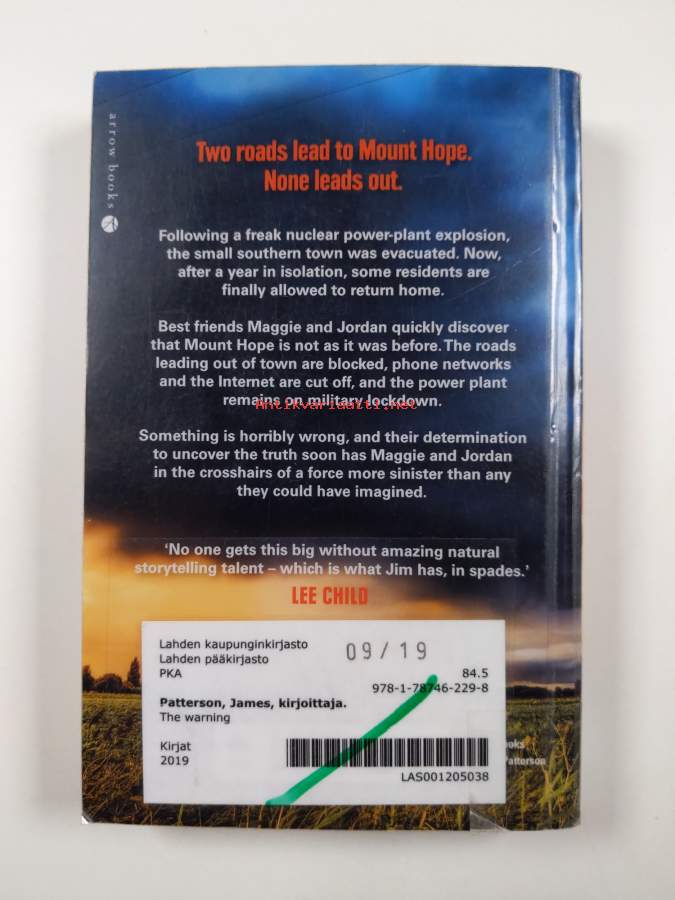 arrow books
Two roads lead to Mount Hope.
None leads out.
Following a freak nuclear power-plant explosion,
the small southern town was evacuated. Now,
after a year in isolation, some residents are
finally allowed to return home.
Best friends Maggie and Jordan quickly discover
that Mount Hope is not as it was before. The roads
leading out of town are blocked, phone networks
and the Internet are cut off, and the power plant
remains on military lockdown.
Antikvariaatti.net
Something is horribly wrong, and their determination
to uncover the truth soon has Maggie and Jordan
in the crosshairs of a force more sinister than any
they could have imagined.
‘No one gets this big without amazing natural
storytelling talent – which is what Jim has, in spades.’
LEE CHILD
Lahden kaupunginkirjasto
Lahden pääkirjasto
09/19
PKA 84.5
978-1-78746-229-8
Patterson, James, kirjoittaja.
The warning
Kirjat
2019
LAS001205038
ooks
Patterson